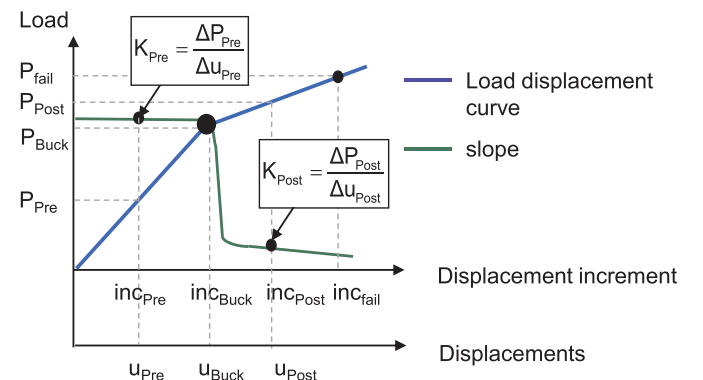 Load
K_Pre = ΔP_Pre / Δu_Pre
P_fail
P_Post
P_Buck
P_Pre
Load displacement
curve
slope
K_Post = ΔP_Post / Δu_Post
inc_Pre inc_Buck inc_Post inc_fail
Displacement increment
Displacements
u_Pre u_Buck u_Post